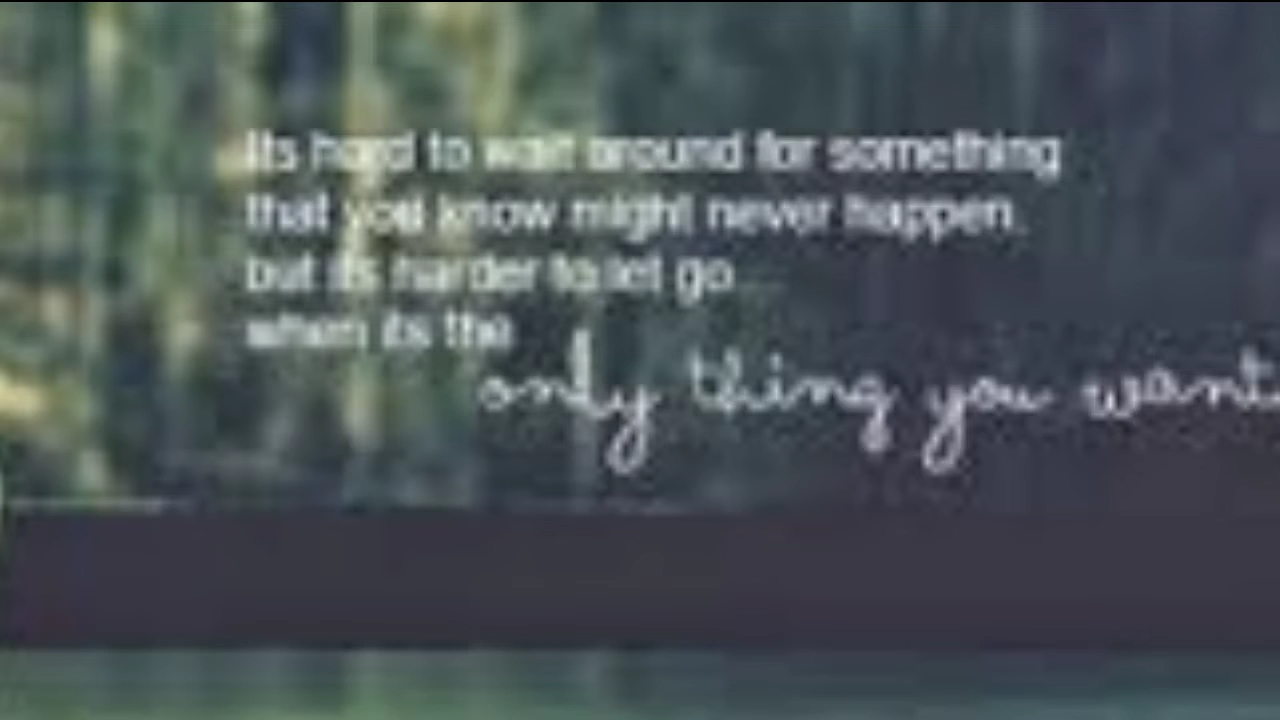 Its hard to wait around for something
that you know might never happen.
but its harder to let go...
when its the
only thing you want.